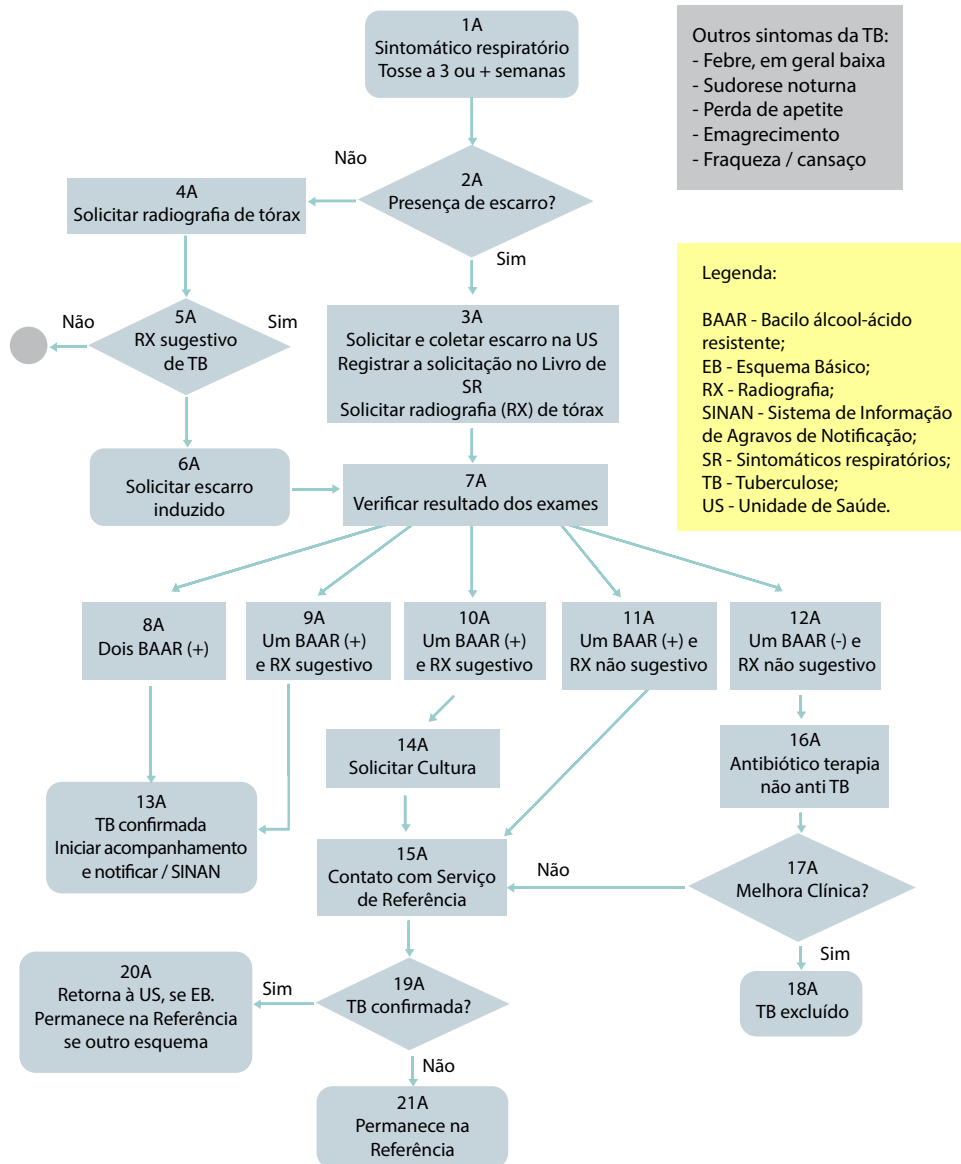 1A
Sintomático respiratório
Tosse a 3 ou + semanas
Outros sintomas da TB:
- Febre, em geral baixa
- Sudorese noturna
- Perda de apetite
- Emagrecimento
- Fraqueza / cansaço
Não
2A
Presença de escarro?
4A
Solicitar radiografia de tórax
Sim
Legenda:
BAAR - Bacilo álcool-ácido
resistente;
EB - Esquema Básico;
RX - Radiografia;
SINAN - Sistema de Informação
de Agravos de Notificação;
SR - Sintomáticos respiratórios;
TB - Tuberculose;
US - Unidade de Saúde.
Não
5A
RX sugestivo
de TB
Sim
3A
Solicitar e coletar escarro na US
Registrar a solicitação no Livro de
SR
Solicitar radiografia (RX) de tórax
6A
Solicitar escarro
induzido
7A
Verificar resultado dos exames
8A
Dois BAAR (+)
9A
Um BAAR (+)
e RX sugestivo
10A
Um BAAR (+)
e RX sugestivo
11A
Um BAAR (+) e
RX não sugestivo
12A
Um BAAR (-) e
RX não sugestivo
14A
Solicitar Cultura
16A
Antibiótico terapia
não anti TB
13A
TB confirmada
Iniciar acompanhamento
e notificar / SINAN
15A
Contato com Serviço
de Referência
Não
17A
Melhora Clínica?
Sim
18A
TB excluído
19A
TB confirmada?
Sim
20A
Retorna à US, se EB.
Permanece na Referência
se outro esquema
Não
21A
Permanece na
Referência